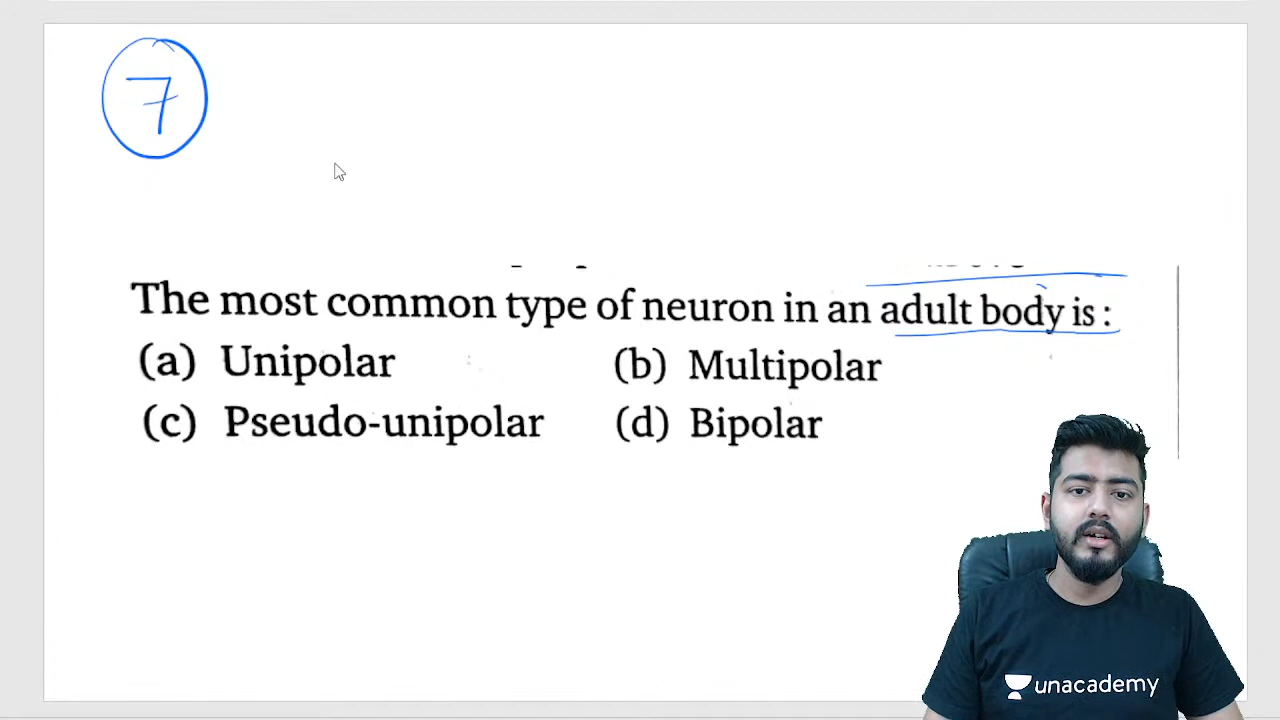 7
The most common type of neuron in an adult body is :
(a) Unipolar (b) Multipolar
(c) Pseudo-unipolar (d) Bipolar
unacademy